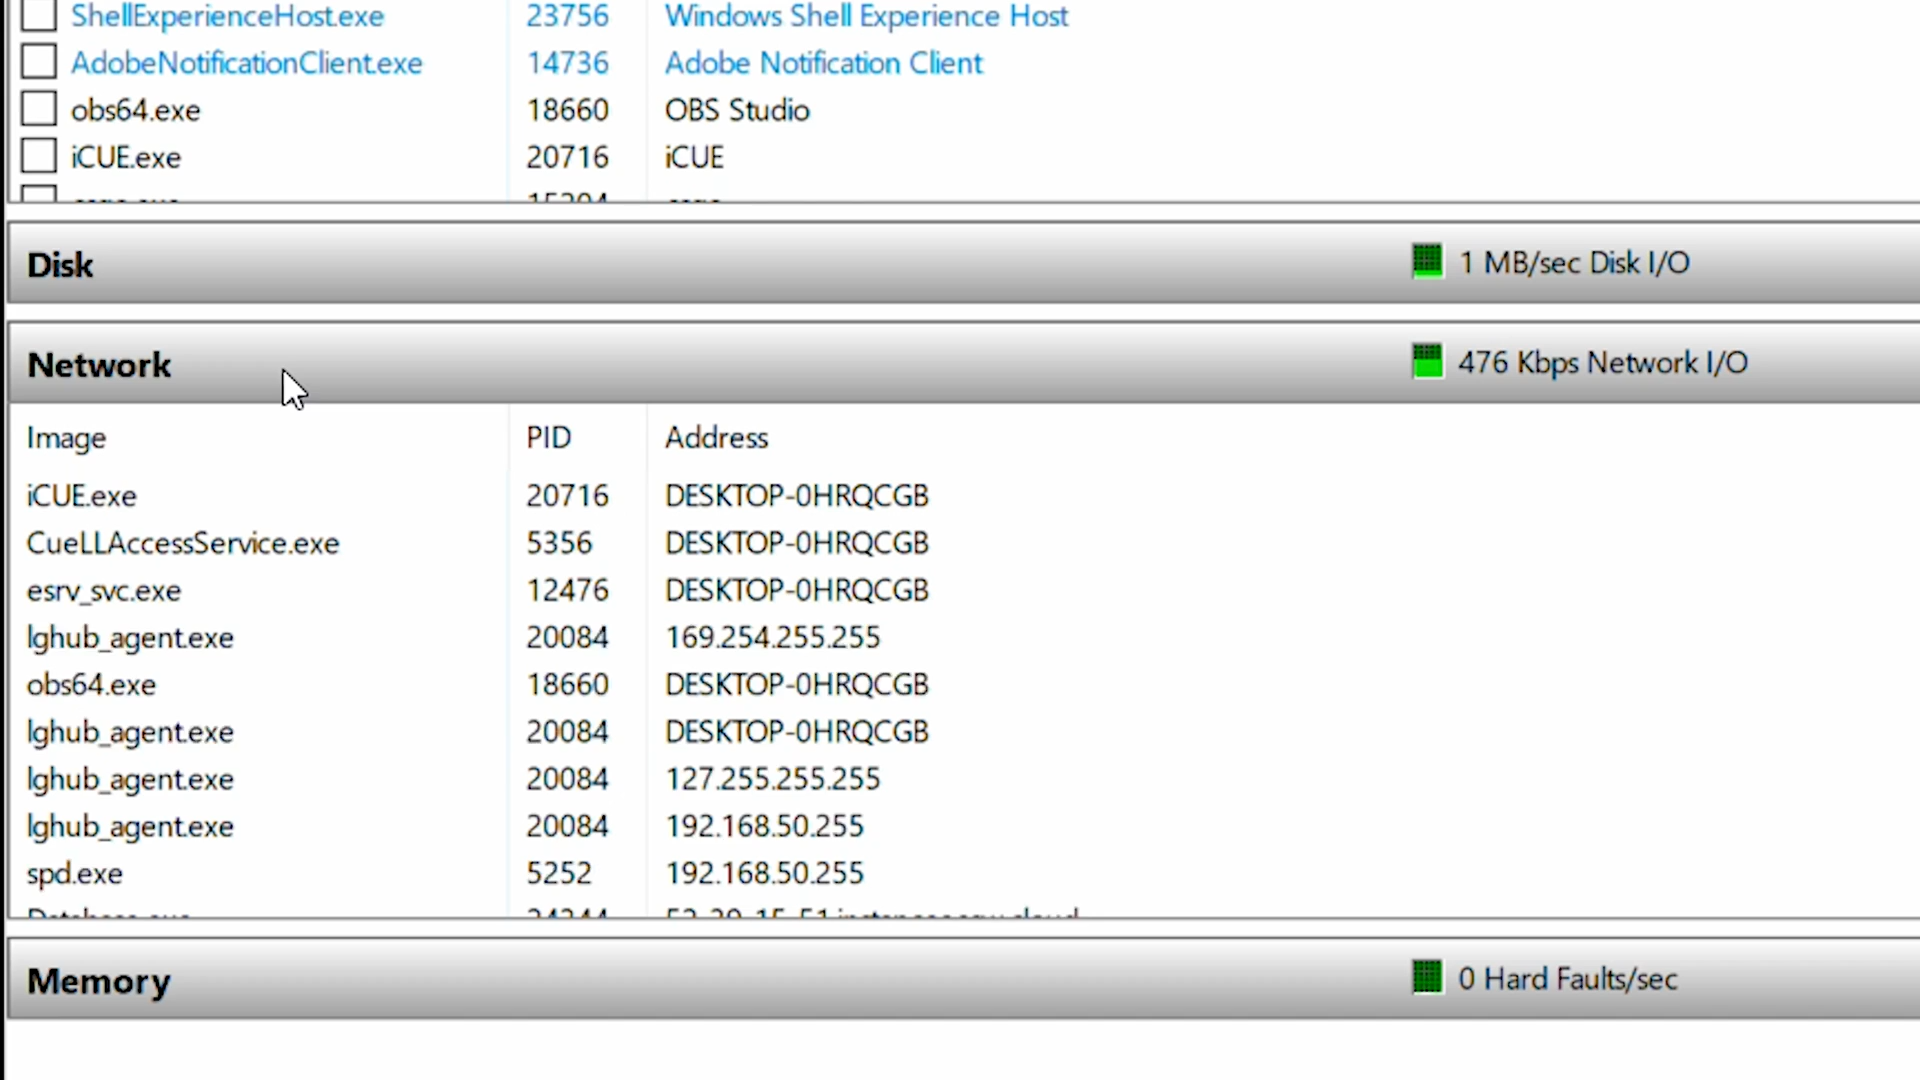 ShellExperienceHost.exe 23756 Windows Shell Experience Host
AdobeNotificationClient.exe 14736 Adobe Notification Client
obs64.exe 18660 OBS Studio
iCUE.exe 20716 iCUE
Disk 1 MB/sec Disk I/O
Network 476 Kbps Network I/O
Image PID Address
iCUE.exe 20716 DESKTOP-0HRQCGB
CueLLAccessService.exe 5356 DESKTOP-0HRQCGB
esrv_svc.exe 12476 DESKTOP-0HRQCGB
lghub_agent.exe 20084 169.254.255.255
obs64.exe 18660 DESKTOP-0HRQCGB
lghub_agent.exe 20084 DESKTOP-0HRQCGB
lghub_agent.exe 20084 127.255.255.255
lghub_agent.exe 20084 192.168.50.255
spd.exe 5252 192.168.50.255
Memory 0 Hard Faults/sec